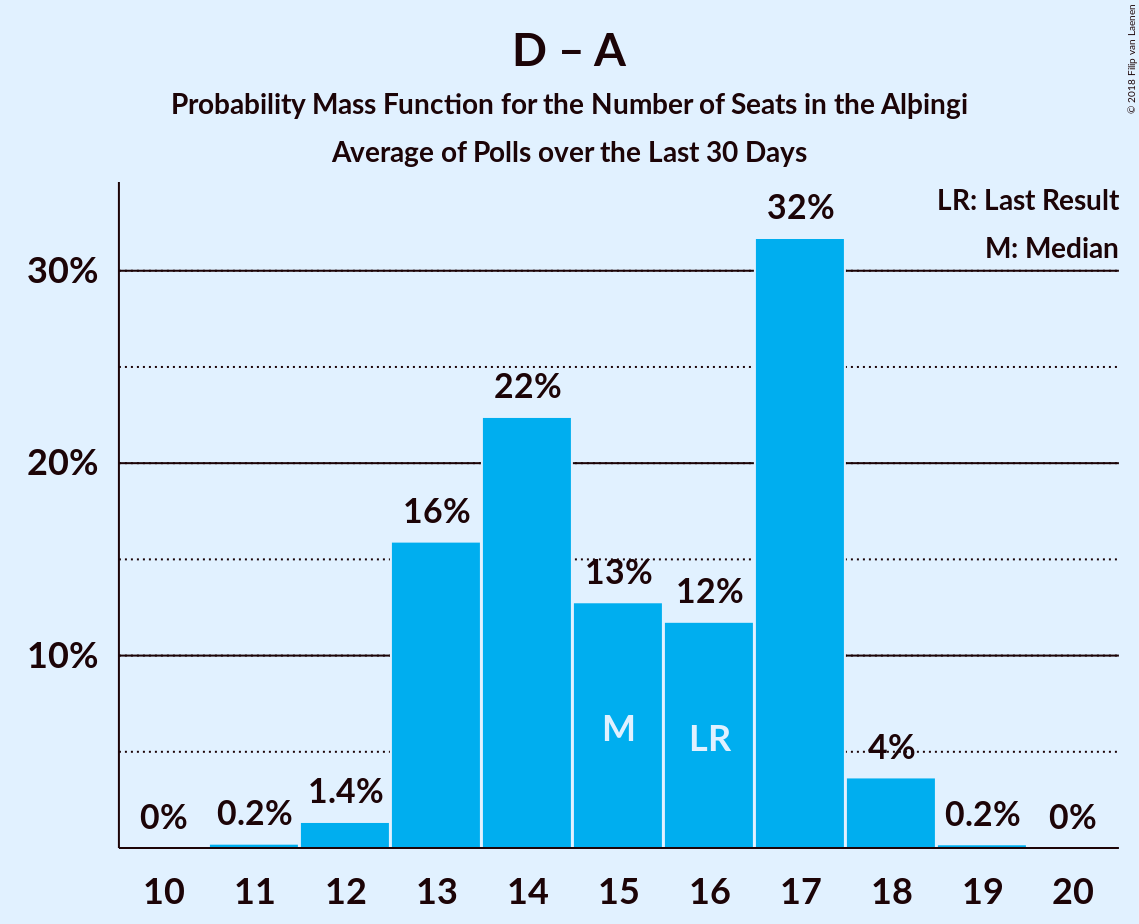 D – A
Probability Mass Function for the Number of Seats in the Alþingi
Average of Polls over the Last 30 Days
© 2018 Filip van Laenen
LR: Last Result
M: Median
30%
20%
10%
0%
0.2%
1.4%
16%
22%
13%
12%
32%
4%
0.2%
0%
M
LR
10 11 12 13 14 15 16 17 18 19 20